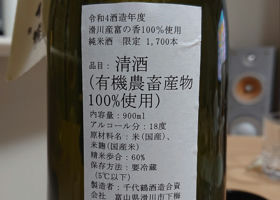 令和4酒造年度
滑川産富の香100%使用
純米酒 限定 1,700本
品目：清酒
(有機農畜産物
100%使用)
内容量：900ml
アルコール分：18度
原材料名：米(国産)、
米麹(国産米)
精米歩合：60%
保存方法：要冷蔵
(5℃以下)
製造者：千代鶴酒造合資
会社 富山県滑川市下梅